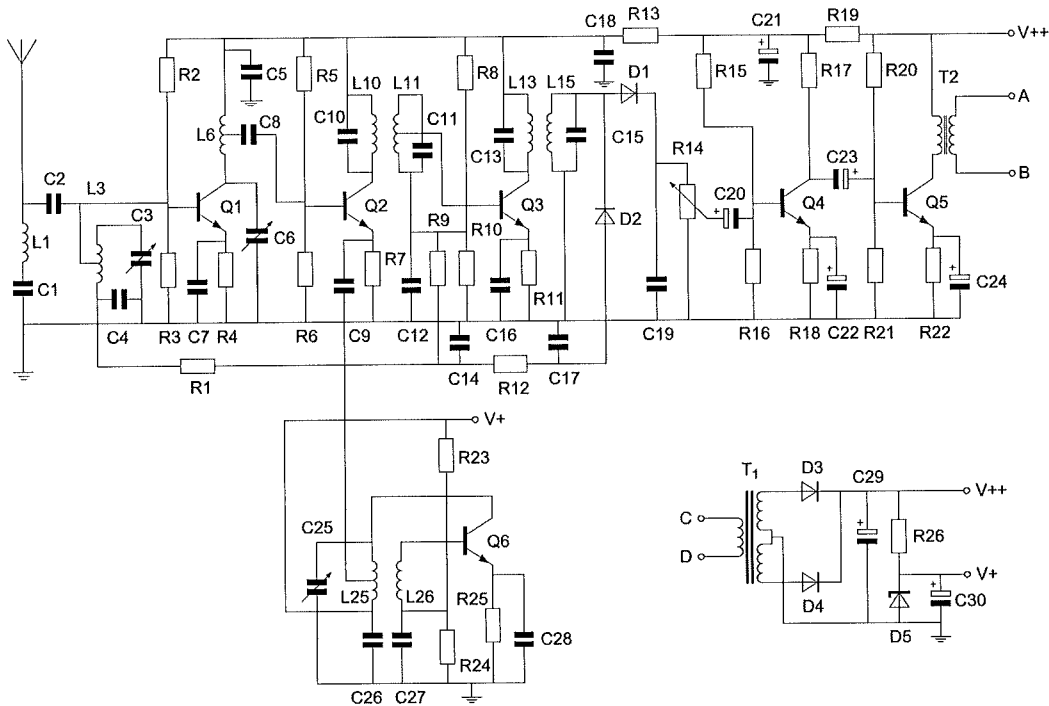 C18 R13 C21 R19 V++
R2 C5 R5 L10 L11 R8 L13 L15 D1 R15 R17 R20 T2
L6 C8 C10 C11 C13 C15 A
C2 L3 R14 C23 B
C3 Q1 Q2 Q3 C20 Q4 Q5
L1 C6 R7 R9 R10 D2
C1 R11 C24
C4 R3 C7 R4 R6 C9 C12 C16 C19 R16 R18 C22 R21 R22
R1 C14 R12 C17
V+
R23
T1 D3 C29 V++
C25 Q6 C
D R26
L25 L26 R25 D4 V+
C30
R24 C28 D5
C26 C27